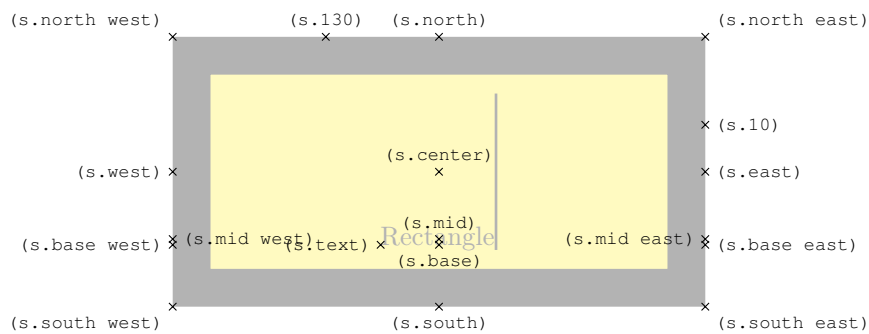 (s.north west) (s.130) (s.north) (s.north east)
(s.10)
(s.center)
(s.west) (s.east)
(s.mid)
(s.mid west) (s.mid east)
(s.base west) (s.text) Rectangle (s.base east)
(s.base)
(s.south west) (s.south) (s.south east)